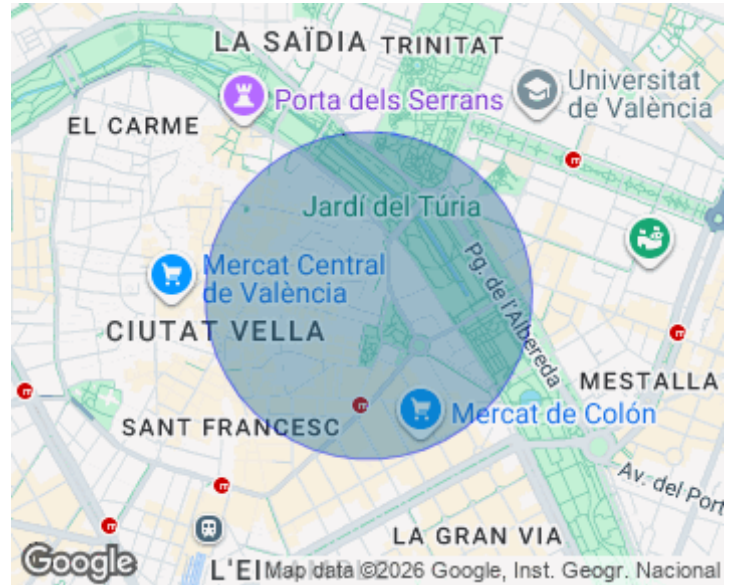 LA SAÏDIA
TRINITAT
Porta dels Serrans
Universitat
de València
EL CARME
Jardí del Túria
Mercat Central
de València
Pg. de l'Albereda
CIUTAT VELLA
MESTALLA
Mercat de Colón
SANT FRANCESC
Av. del Port
LA GRAN VIA
Google
L'EI
Map data ©2026 Google, Inst. Geogr. Nacional